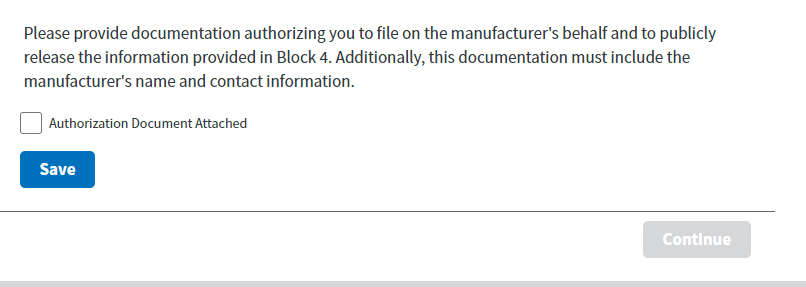 Please provide documentation authorizing you to file on the manufacturer's behalf and to publicly
release the information provided in Block 4. Additionally, this documentation must include the
manufacturer's name and contact information.
Authorization Document Attached
Save
Continue